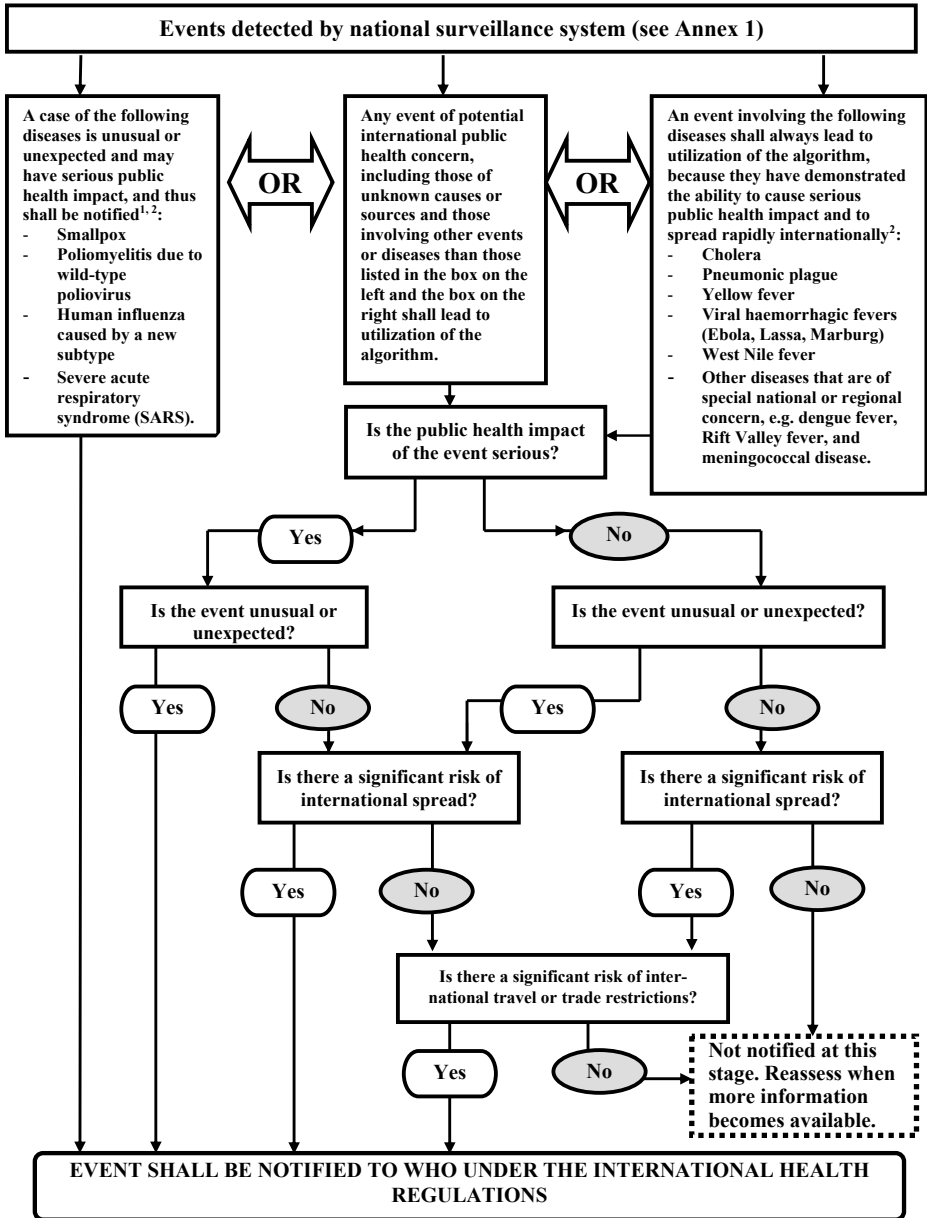 Events detected by national surveillance system (see Annex 1)
A case of the following
diseases is unusual or
unexpected and may
have serious public
health impact, and thus
shall be notified1, 2:
- Smallpox
- Poliomyelitis due to
wild-type
poliovirus
- Human influenza
caused by a new
subtype
- Severe acute
respiratory
syndrome (SARS).
OR
Any event of potential
international public
health concern,
including those of
unknown causes or
sources and those
involving other events
or diseases than those
listed in the box on the
left and the box on the
right shall lead to
utilization of the
algorithm.
OR
An event involving the following
diseases shall always lead to
utilization of the algorithm,
because they have demonstrated
the ability to cause serious
public health impact and to
spread rapidly internationally2:
- Cholera
- Pneumonic plague
- Yellow fever
- Viral haemorrhagic fevers
(Ebola, Lassa, Marburg)
- West Nile fever
- Other diseases that are of
special national or regional
concern, e.g. dengue fever,
Rift Valley fever, and
meningococcal disease.
Is the public health impact
of the event serious?
Yes
No
Is the event unusual or
unexpected?
Is the event unusual or unexpected?
Yes
No
Yes
No
Is there a significant risk of
international spread?
Is there a significant risk of
international spread?
Yes
No
Yes
No
Is there a significant risk of inter-
national travel or trade restrictions?
Yes
No
Not notified at this
stage. Reassess when
more information
becomes available.
EVENT SHALL BE NOTIFIED TO WHO UNDER THE INTERNATIONAL HEALTH
REGULATIONS